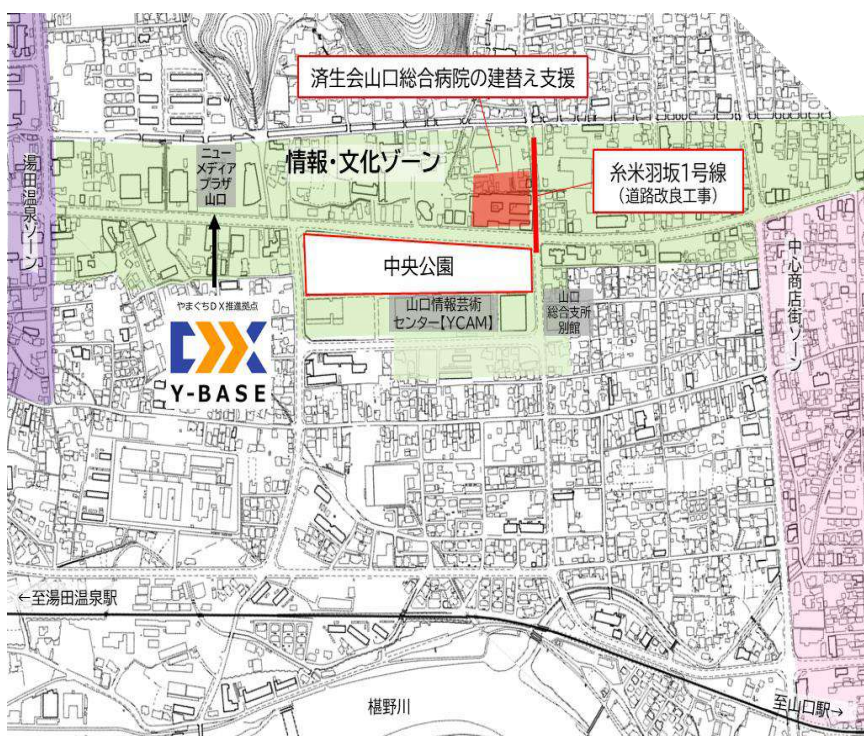 済生会山口総合病院の建替え支援
情報・文化ゾーン
糸米羽坂1号線
(道路改良工事)
湯田温泉ゾーン
ニュー
メディア
プラザ
山口
中央公園
中心商店街ゾーン
山口情報芸術
センター【YCAM】
山口
総合支所
別館
やまぐちDX推進拠点
DX
Y-BASE
←至湯田温泉駅
椹野川
至山口駅→